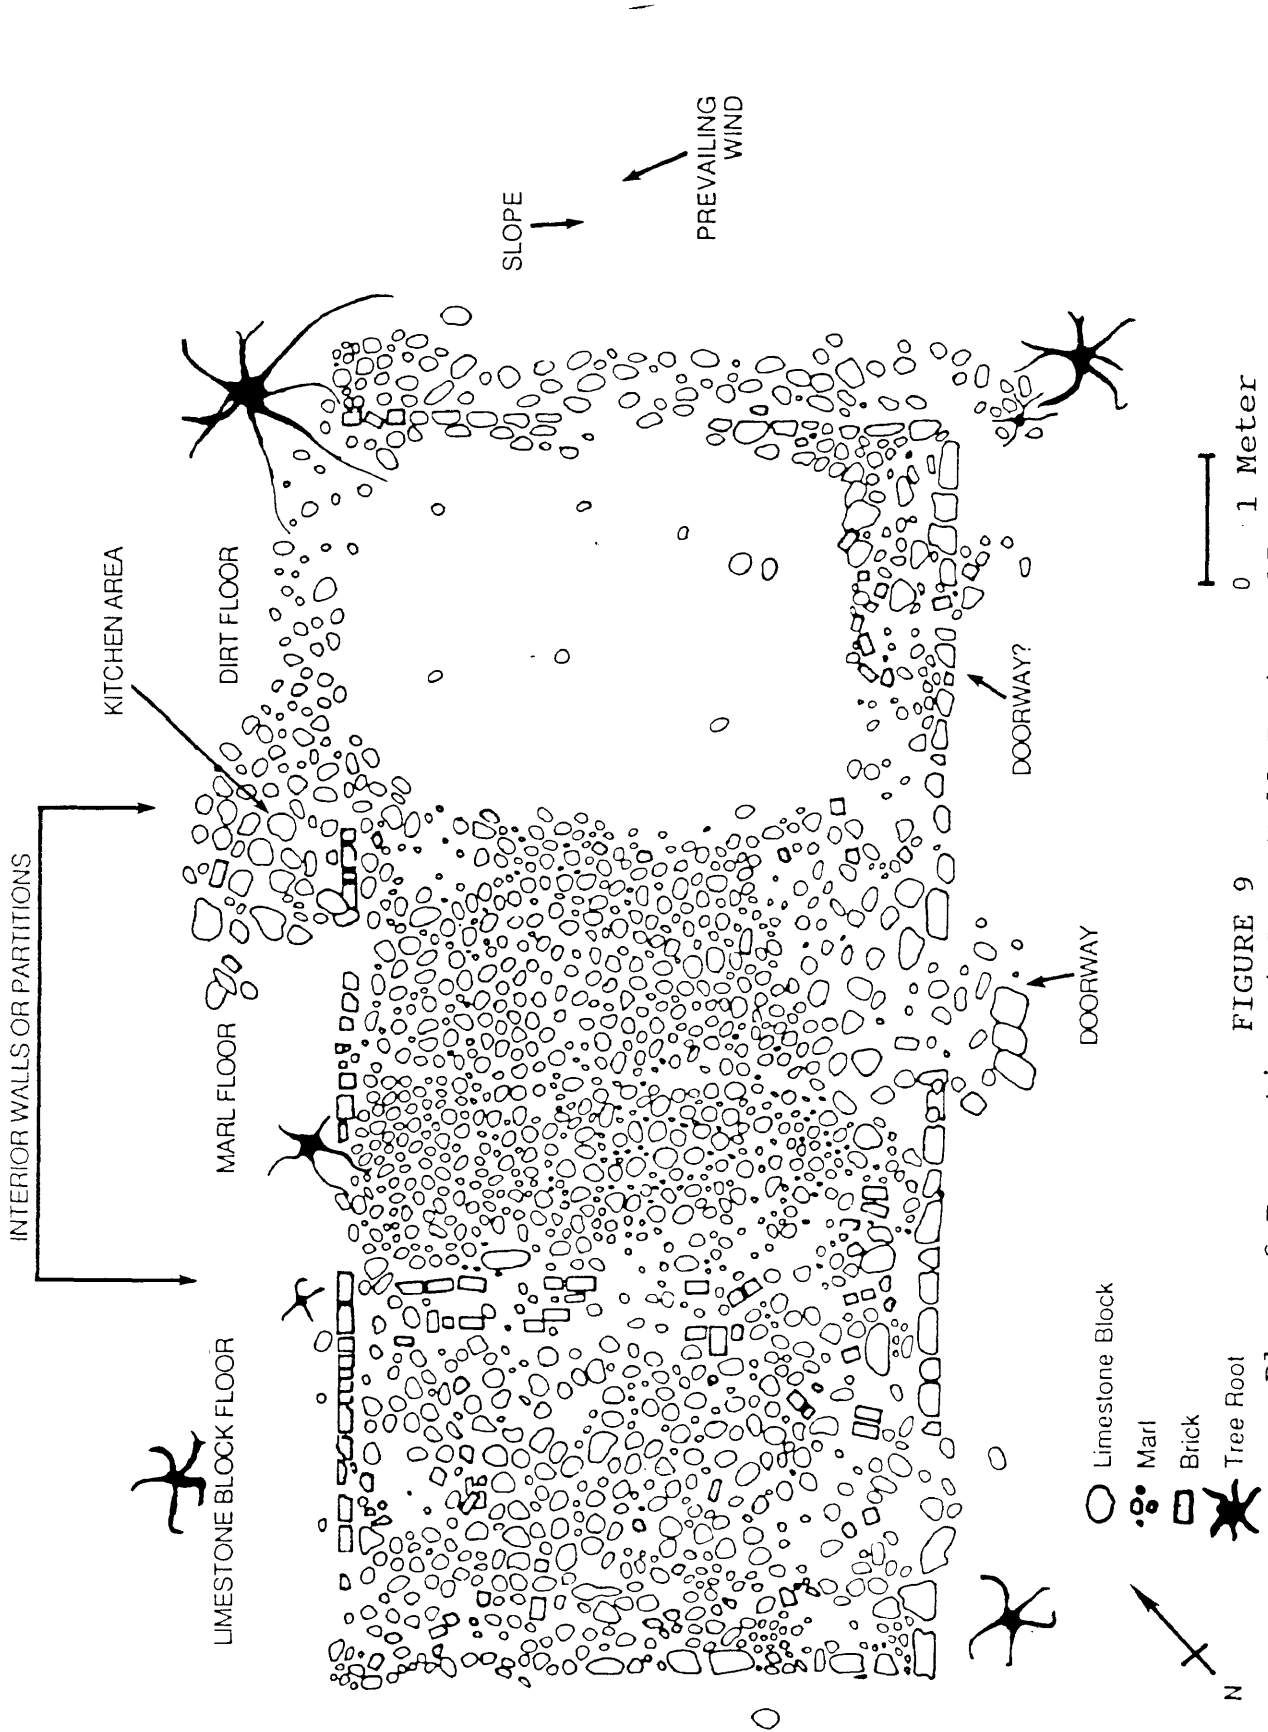 INTERIOR WALLS OR PARTITIONS
KITCHEN AREA
LIMESTONE BLOCK FLOOR
MARL FLOOR
DIRT FLOOR
SLOPE
PREVAILING
WIND
DOORWAY
DOORWAY?
Limestone Block
Marl
Brick
Tree Root
N
0 1 Meter
FIGURE 9